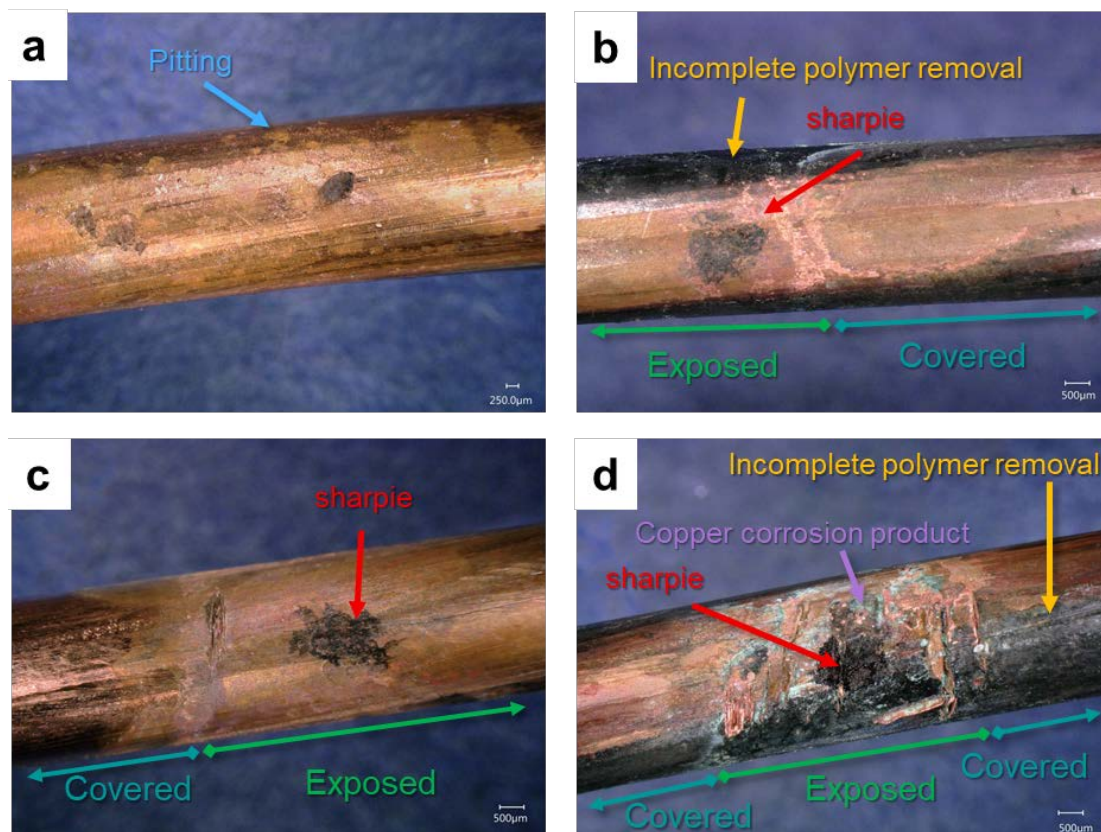 a
Pitting
250.0µm
b
Incomplete polymer removal
sharpie
Exposed
Covered
500µm
c
sharpie
Covered
Exposed
500µm
d
Incomplete polymer removal
Copper corrosion product
sharpie
Covered
Exposed
Covered
500µm